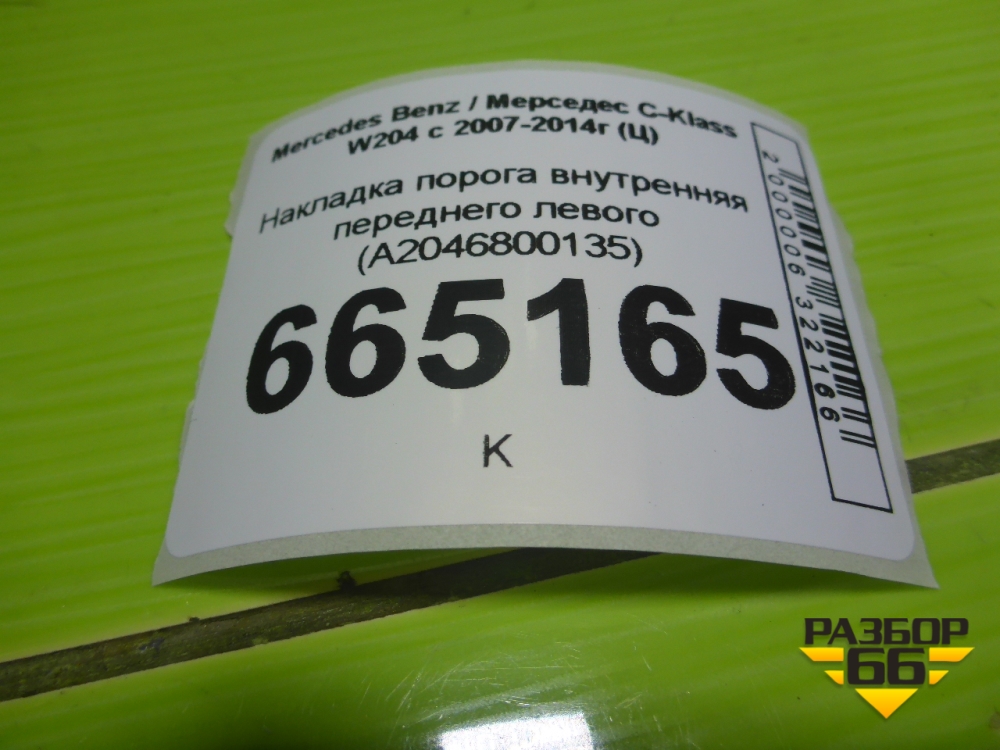 Mercedes Benz / Мерседес C-Klass
W204 с 2007-2014г (Ц)
Накладка порога внутренняя
переднего левого
(A2046800135)
665165
К
2000006322166
РАЗБОР
66